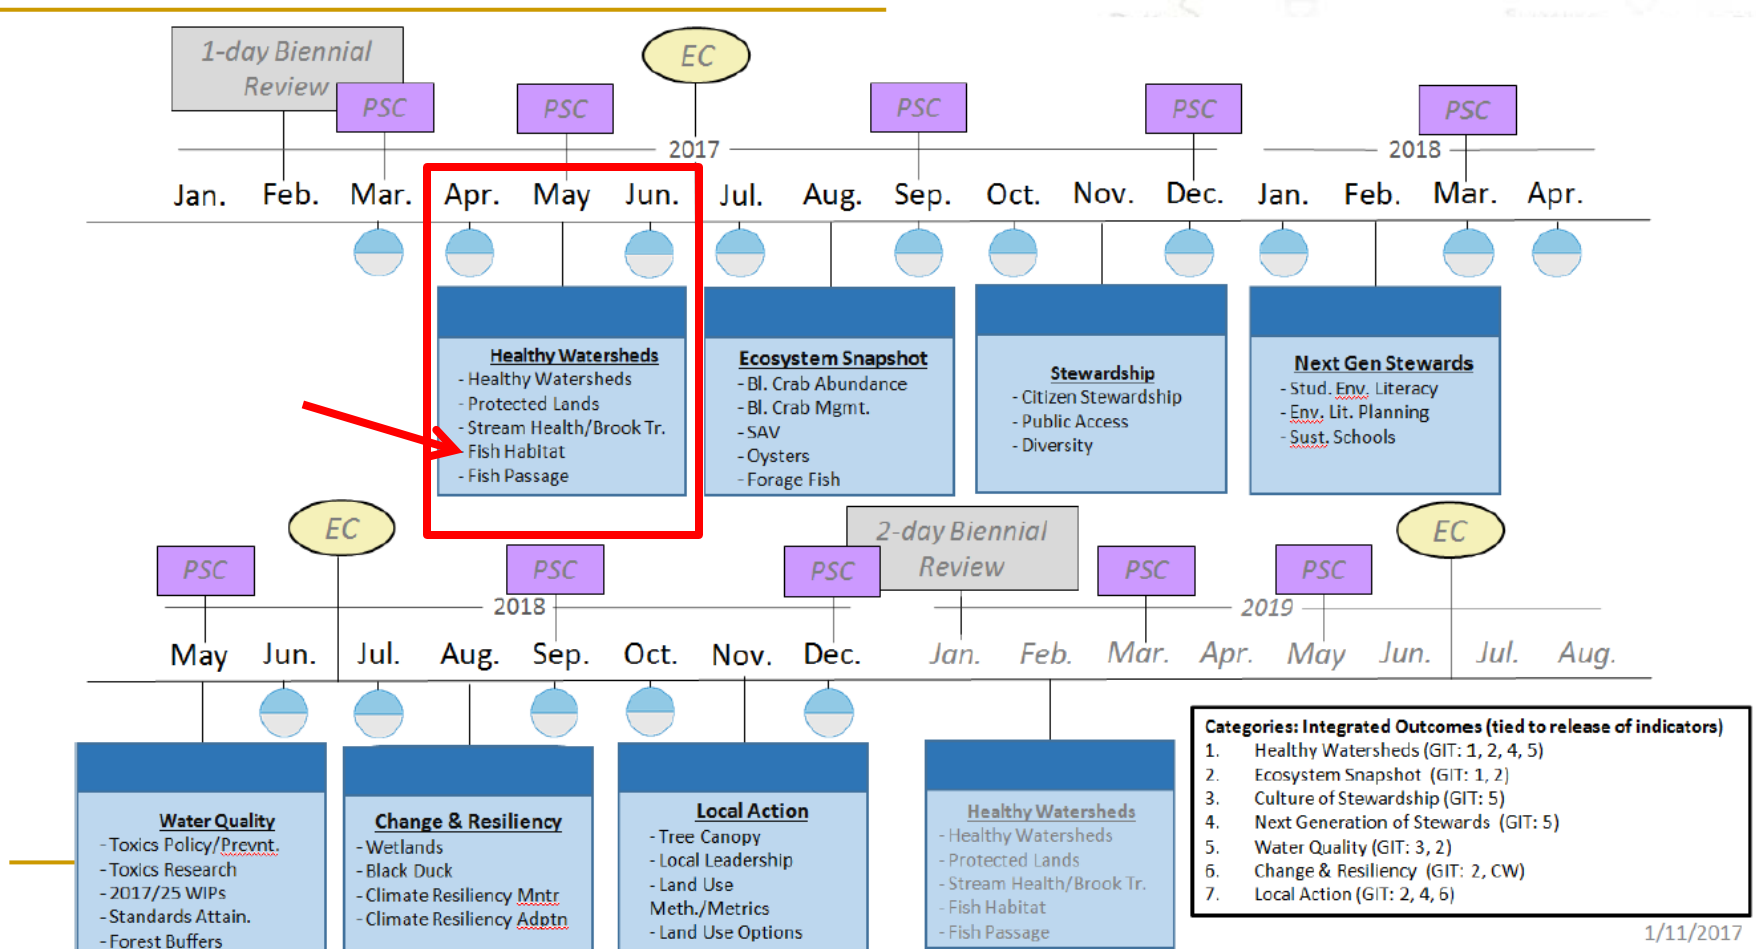 1-day Biennial
Review
EC
PSC
PSC
PSC
PSC
PSC
2017
2018
Jan. Feb. Mar. Apr. May Jun. Jul. Aug. Sep. Oct. Nov. Dec. Jan. Feb. Mar. Apr.
Healthy Watersheds
- Healthy Watersheds
- Protected Lands
- Stream Health/Brook Tr.
- Fish Habitat
- Fish Passage
Ecosystem Snapshot
- Bl. Crab Abundance
- Bl. Crab Mgmt.
- SAV
- Oysters
- Forage Fish
Stewardship
- Citizen Stewardship
- Public Access
- Diversity
Next Gen Stewards
- Stud. Env. Literacy
- Env. Lit. Planning
- Sust. Schools
EC
2-day Biennial
Review
EC
PSC
PSC
PSC
PSC
PSC
2018
2019
May Jun. Jul. Aug. Sep. Oct. Nov. Dec. Jan. Feb. Mar. Apr. May Jun. Jul. Aug.
Water Quality
- Toxics Policy/Prevnt.
- Toxics Research
- 2017/25 WIPs
- Standards Attain.
- Forest Buffers
Change & Resiliency
- Wetlands
- Black Duck
- Climate Resiliency Mntr
- Climate Resiliency Adptn
Local Action
- Tree Canopy
- Local Leadership
- Land Use
Meth./Metrics
- Land Use Options
Healthy Watersheds
- Healthy Watersheds
- Protected Lands
- Stream Health/Brook Tr.
- Fish Habitat
- Fish Passage
Categories: Integrated Outcomes (tied to release of indicators)
1. Healthy Watersheds (GIT: 1, 2, 4, 5)
2. Ecosystem Snapshot (GIT: 1, 2)
3. Culture of Stewardship (GIT: 5)
4. Next Generation of Stewards (GIT: 5)
5. Water Quality (GIT: 3, 2)
6. Change & Resiliency (GIT: 2, CW)
7. Local Action (GIT: 2, 4, 6)
1/11/2017